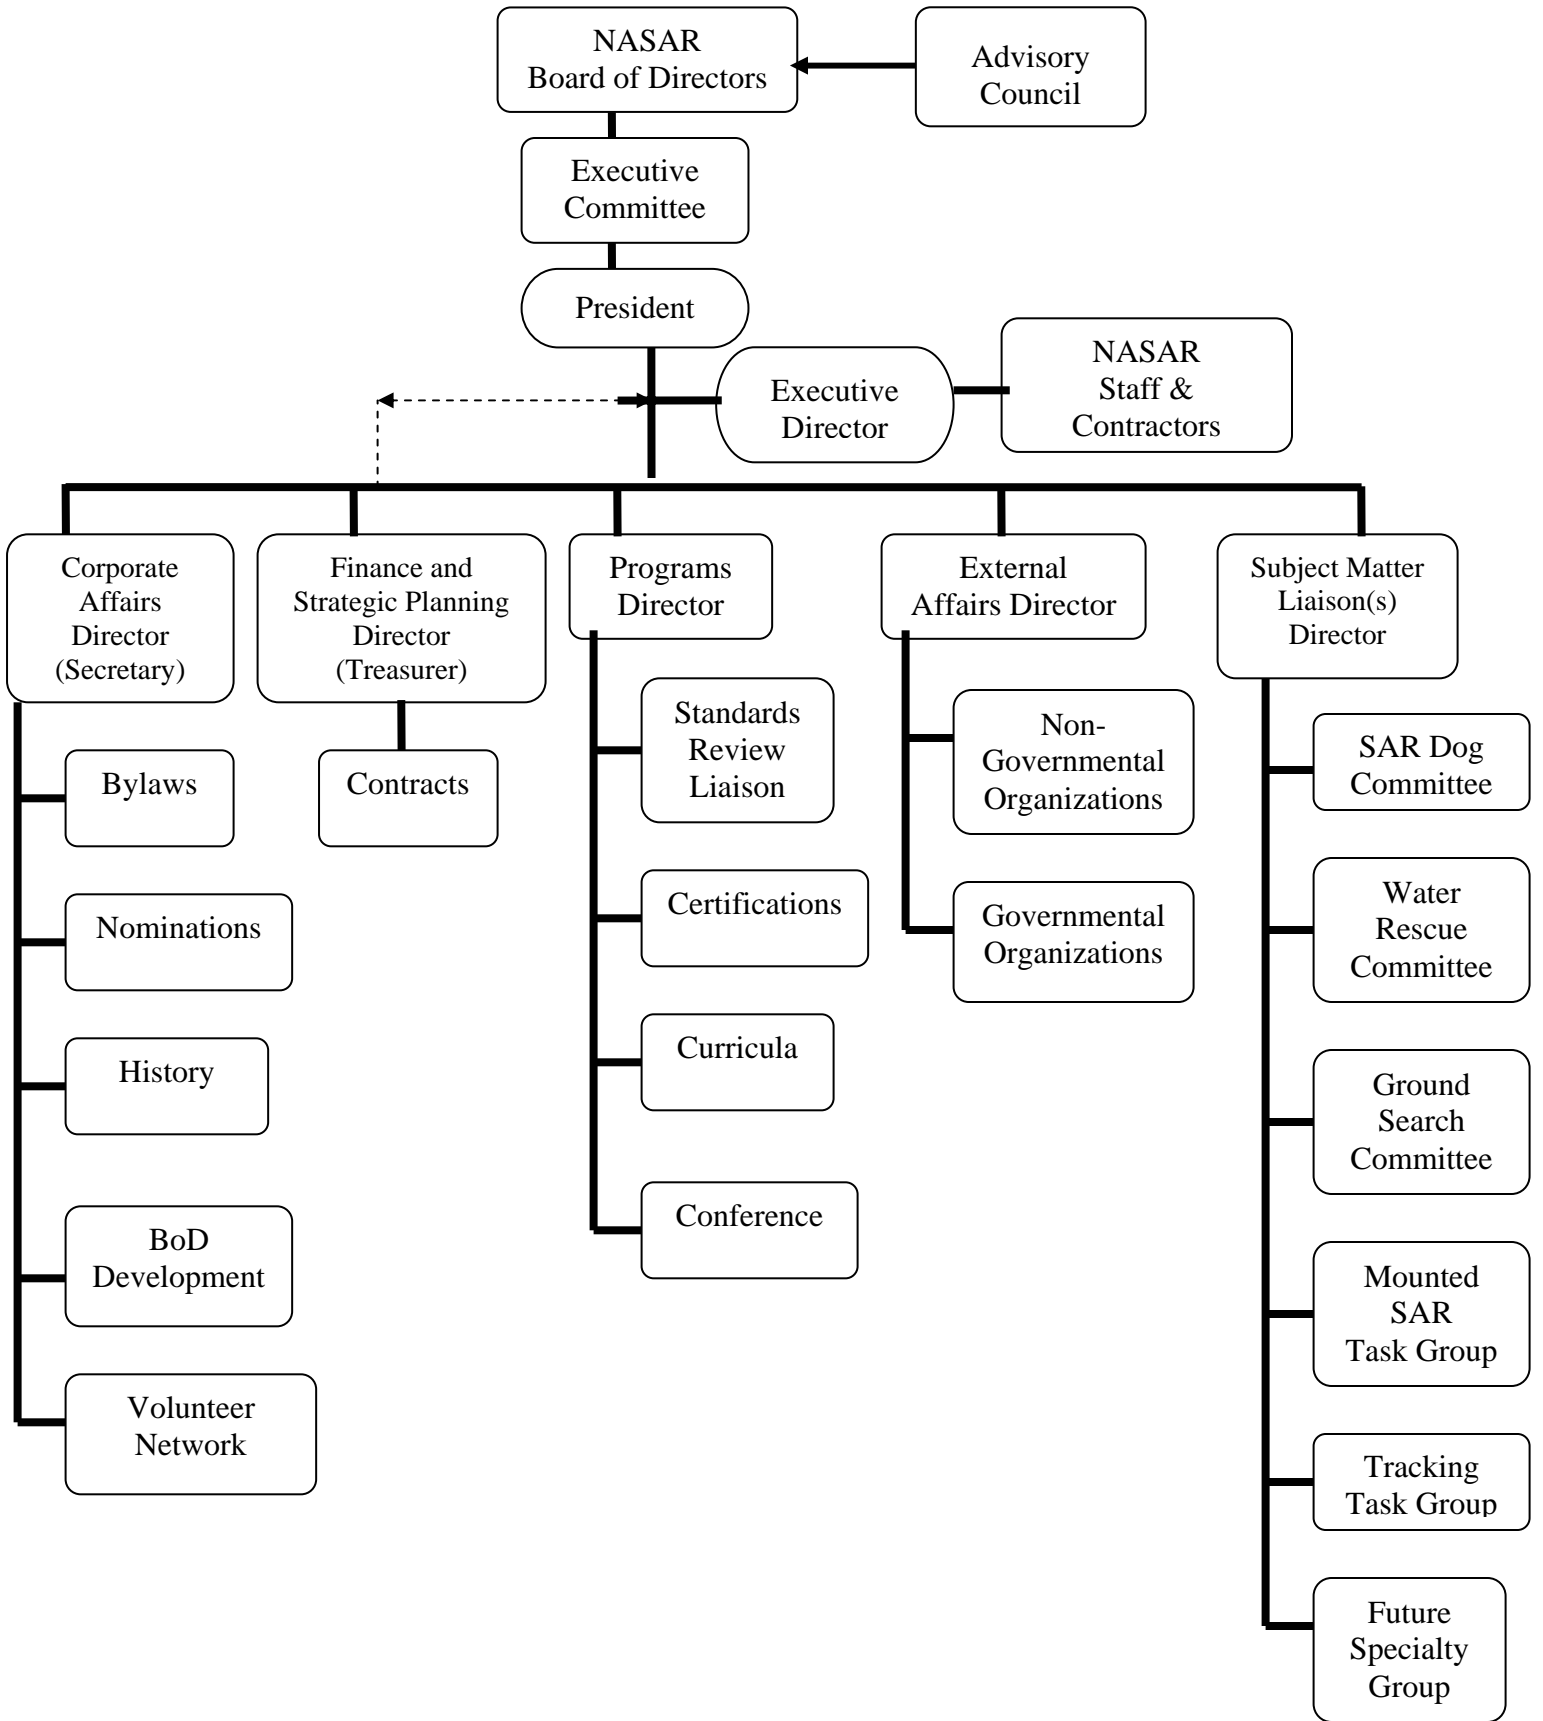 NASAR
Board of Directors
Advisory
Council
Executive
Committee
President
Executive
Director
NASAR
Staff &
Contractors
Corporate
Affairs
Director
(Secretary)
Finance and
Strategic Planning
Director
(Treasurer)
Programs
Director
External
Affairs Director
Subject Matter
Liaison(s)
Director
Bylaws
Nominations
History
BoD
Development
Volunteer
Network
Contracts
Standards
Review
Liaison
Certifications
Curricula
Conference
Non-
Governmental
Organizations
Governmental
Organizations
SAR Dog
Committee
Water
Rescue
Committee
Ground
Search
Committee
Mounted
SAR
Task Group
Tracking
Task Group
Future
Specialty
Group